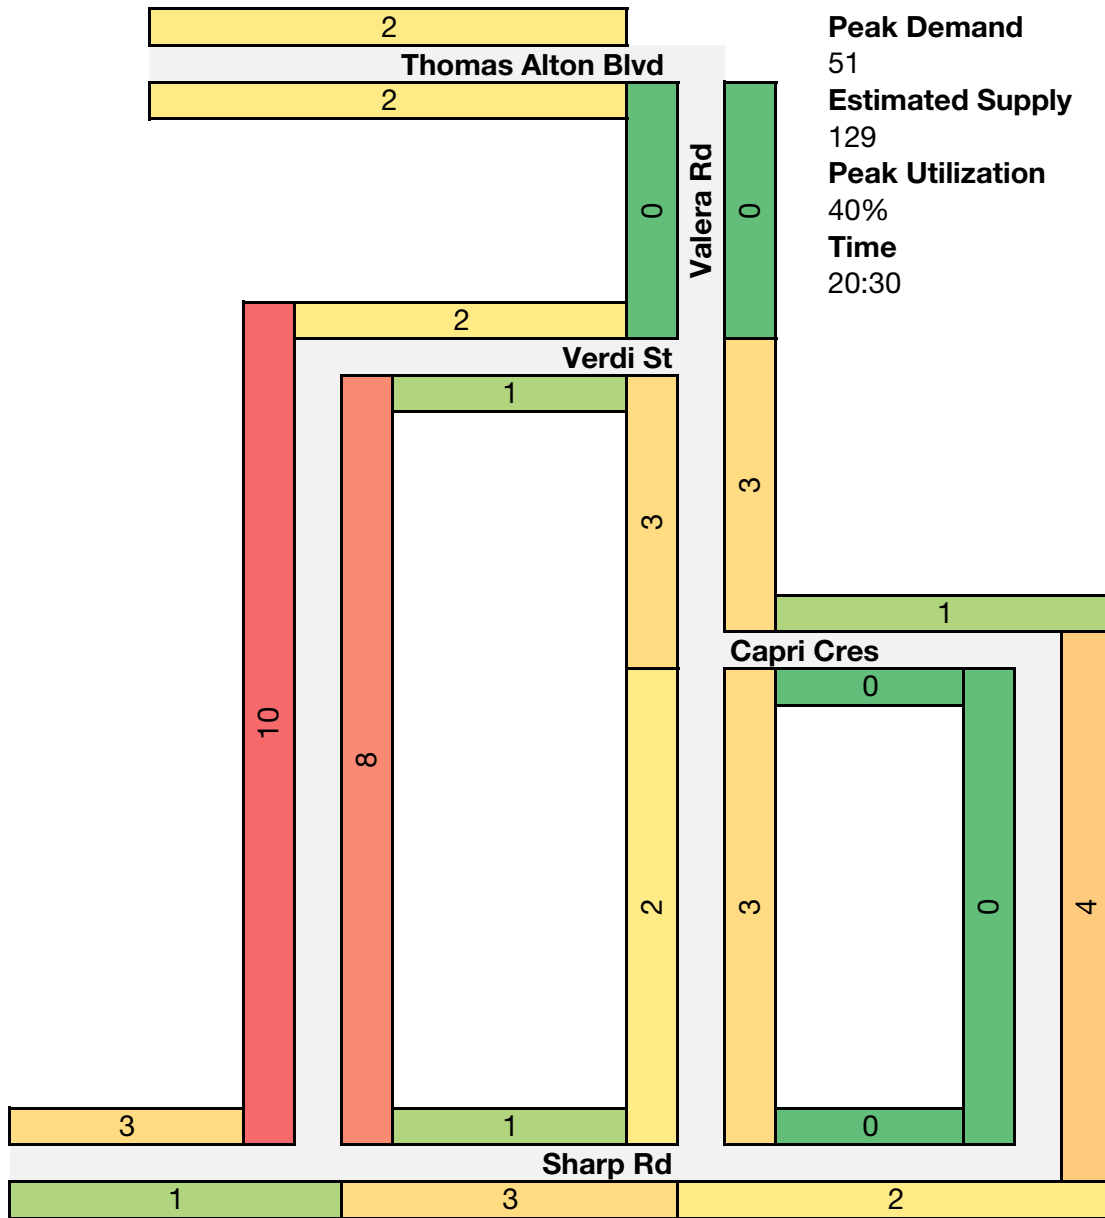 2
Thomas Alton Blvd
2
Peak Demand
51
Estimated Supply
129
Peak Utilization
40%
Time
20:30
0
Valera Rd
0
2
Verdi St
1
3
3
1
Capri Cres
0
10
8
2
3
0
4
3
1
0
Sharp Rd
1
3
2